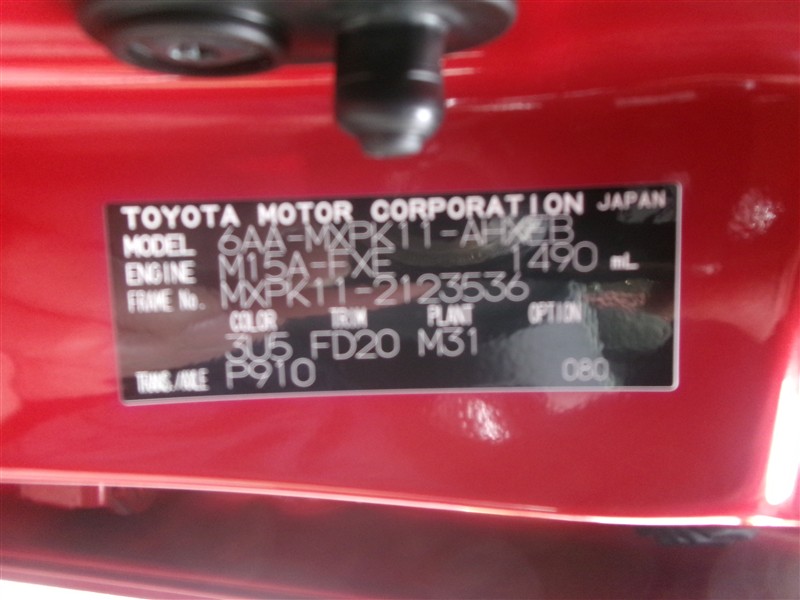 TOYOTA MOTOR CORPORATION JAPAN
MODEL 6AA-MXPK11-AHXEB
ENGINE M15A-FXE 1490 mL
FRAME No. MXPK11-2123536
COLOR TRIM PLANT OPTION
3U5 FD20 M31
TRANS./AXLE P910 080